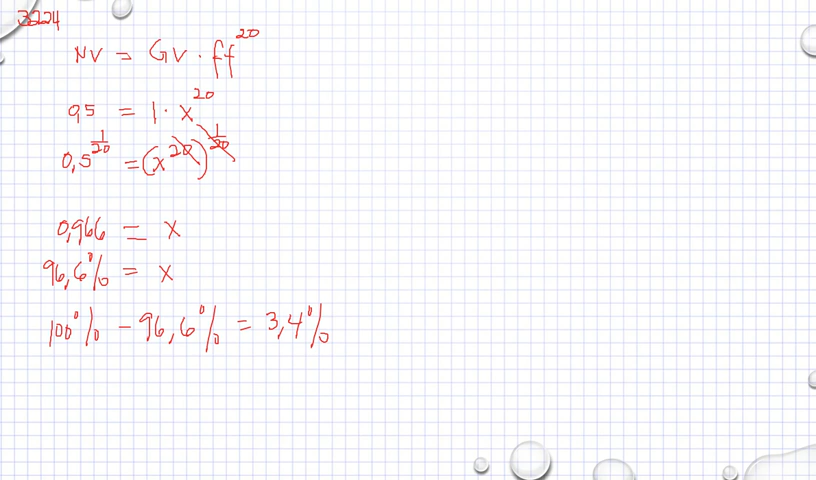 3224
NV = GV · ff^20
0,5 = 1 · x^20
0,5^(1/20) = (x^20)^(1/20)
0,966 = x
96,6% = x
100% - 96,6% = 3,4%